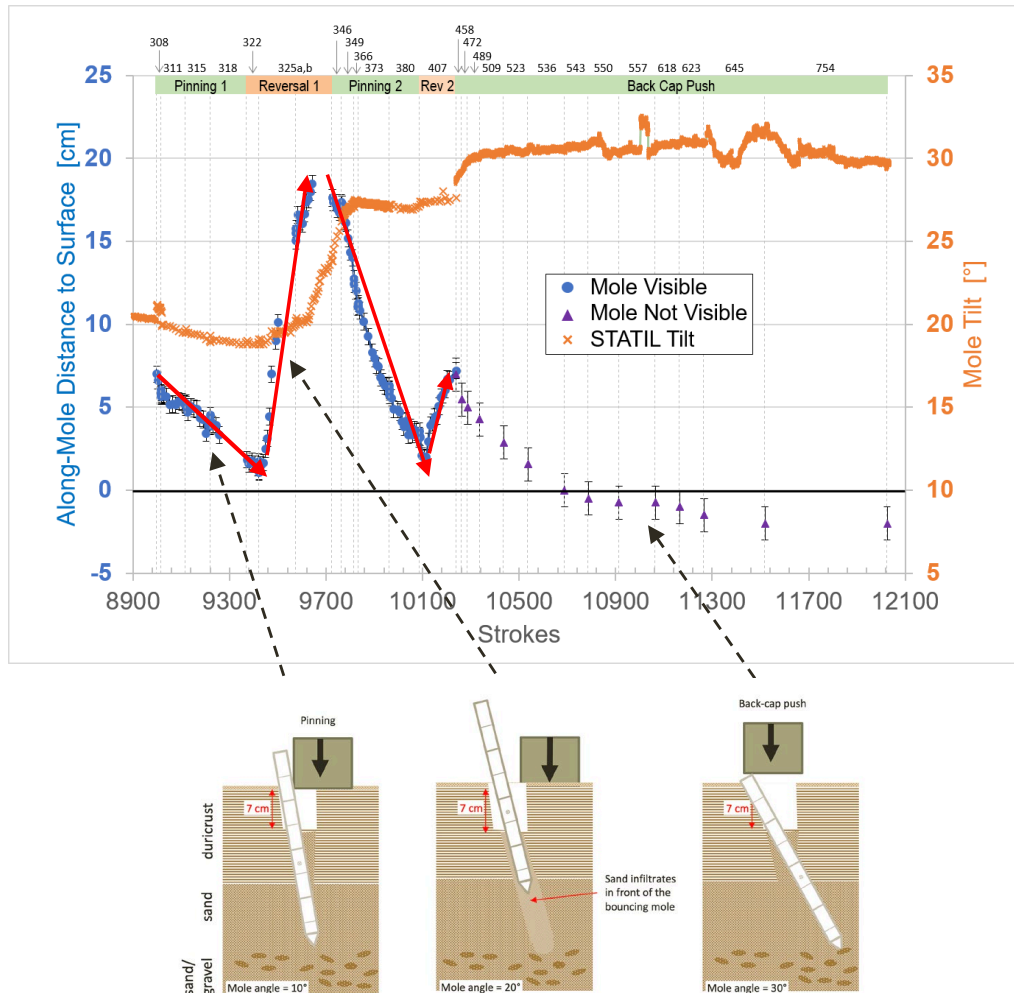 346 458
308 322 349 472
366 489
311 315 318 325a,b 373 380 407 509 523 536 543 550 557 618 623 645 754
Pinning 1 Reversal 1 Pinning 2 Rev 2 Back Cap Push
Along-Mole Distance to Surface [cm]
25
20
15
10
5
0
-5
35
30
25
20
15
10
5
Mole Tilt [°]
Mole Visible
Mole Not Visible
STATIL Tilt
8900 9300 9700 10100 10500 10900 11300 11700 12100
Strokes
Pinning
Back-cap push
7 cm
7 cm
7 cm
duricrust
sand
sand/
gravel
Sand infiltrates
in front of the
bouncing mole
Mole angle = 10°
Mole angle = 20°
Mole angle = 30°